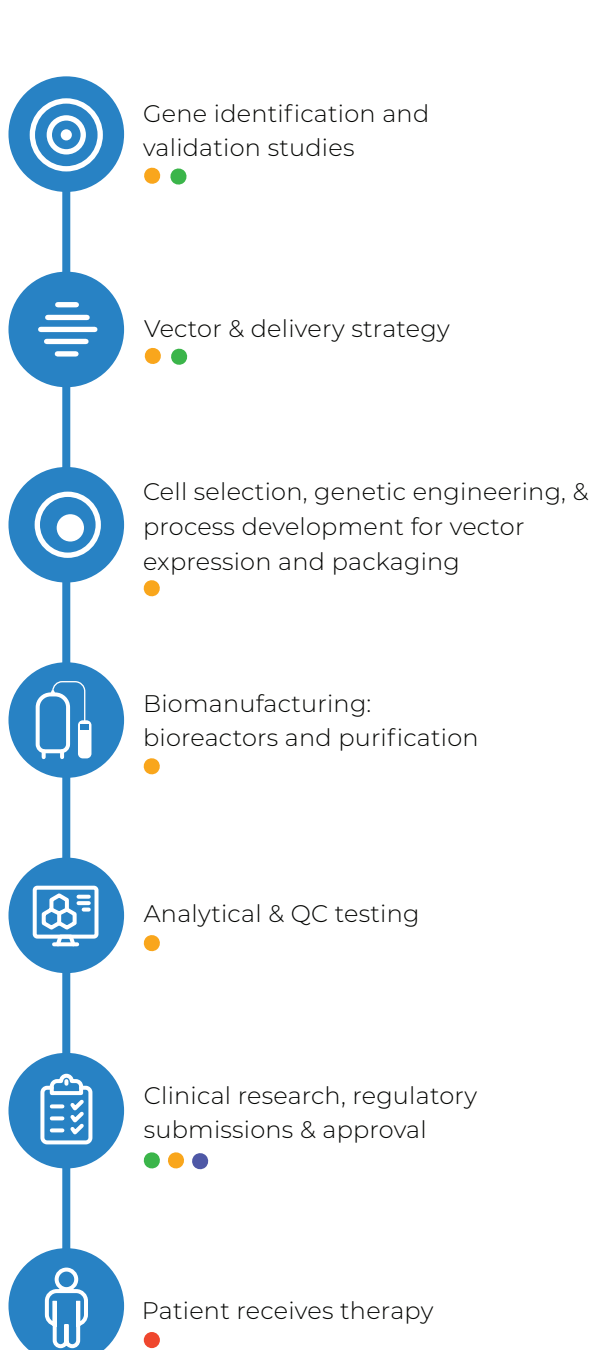 Gene identification and
validation studies
Vector & delivery strategy
Cell selection, genetic engineering, &
process development for vector
expression and packaging
Biomanufacturing:
bioreactors and purification
Analytical & QC testing
Clinical research, regulatory
submissions & approval
Patient receives therapy